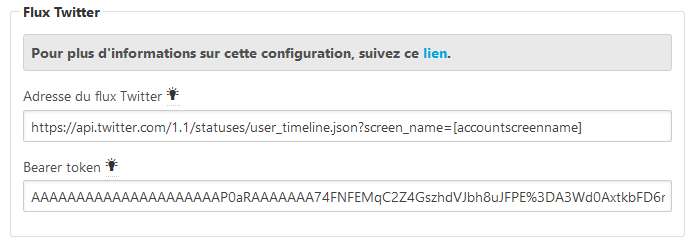 Flux Twitter
Pour plus d'informations sur cette configuration, suivez ce lien.
Adresse du flux Twitter
https://api.twitter.com/1.1/statuses/user_timeline.json?screen_name=[accountscreenname]
Bearer token
AAAAAAAAAAAAAAAAAAAAAP0aRAAAAAAA74FNFEMqC2Z4GszhdVJbh8uJFPE%3DA3Wd0AxtkbFD6r